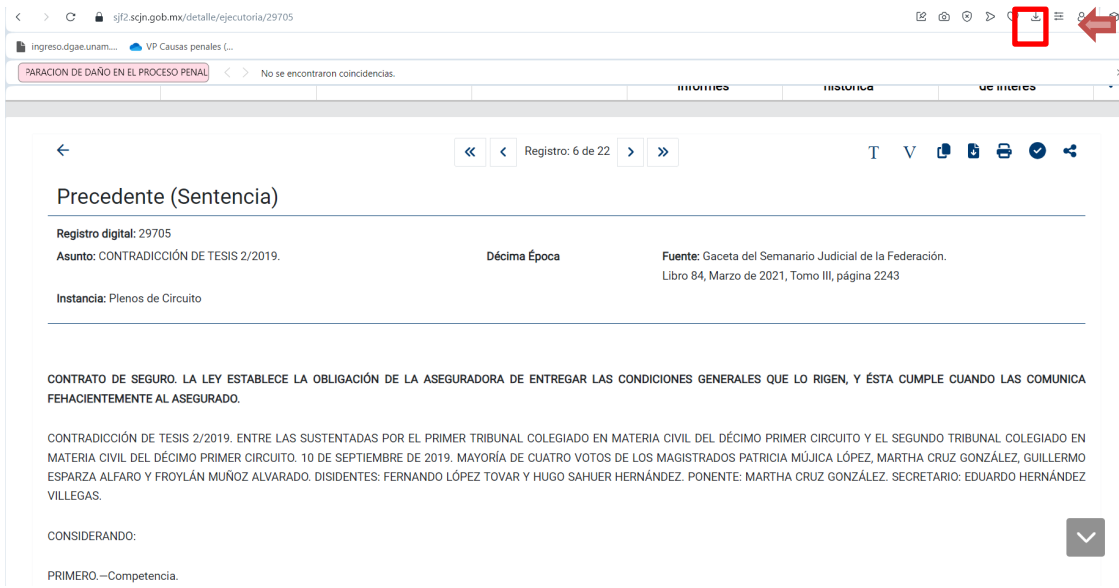 sjf2.scjn.gob.mx/detalle/ejecutoria/29705
ingreso.dgae.unam.... VP Causas penales (...
PARACION DE DAÑO EN EL PROCESO PENAL No se encontraron coincidencias.
informes histórica de interés
Registro: 6 de 22
T V
Precedente (Sentencia)
Registro digital: 29705
Asunto: CONTRADICCIÓN DE TESIS 2/2019. Décima Época Fuente: Gaceta del Semanario Judicial de la Federación.
Libro 84, Marzo de 2021, Tomo III, página 2243
Instancia: Plenos de Circuito
CONTRATO DE SEGURO. LA LEY ESTABLECE LA OBLIGACIÓN DE LA ASEGURADORA DE ENTREGAR LAS CONDICIONES GENERALES QUE LO RIGEN, Y ÉSTA CUMPLE CUANDO LAS COMUNICA
FEHACIENTEMENTE AL ASEGURADO.
CONTRADICCIÓN DE TESIS 2/2019. ENTRE LAS SUSTENTADAS POR EL PRIMER TRIBUNAL COLEGIADO EN MATERIA CIVIL DEL DÉCIMO PRIMER CIRCUITO Y EL SEGUNDO TRIBUNAL COLEGIADO EN
MATERIA CIVIL DEL DÉCIMO PRIMER CIRCUITO. 10 DE SEPTIEMBRE DE 2019. MAYORÍA DE CUATRO VOTOS DE LOS MAGISTRADOS PATRICIA MÚJICA LÓPEZ, MARTHA CRUZ GONZÁLEZ, GUILLERMO
ESPARZA ALFARO Y FROYLÁN MUÑOZ ALVARADO. DISIDENTES: FERNANDO LÓPEZ TOVAR Y HUGO SAHUER HERNÁNDEZ. PONENTE: MARTHA CRUZ GONZÁLEZ. SECRETARIO: EDUARDO HERNÁNDEZ
VILLEGAS.
CONSIDERANDO:
PRIMERO.—Competencia.